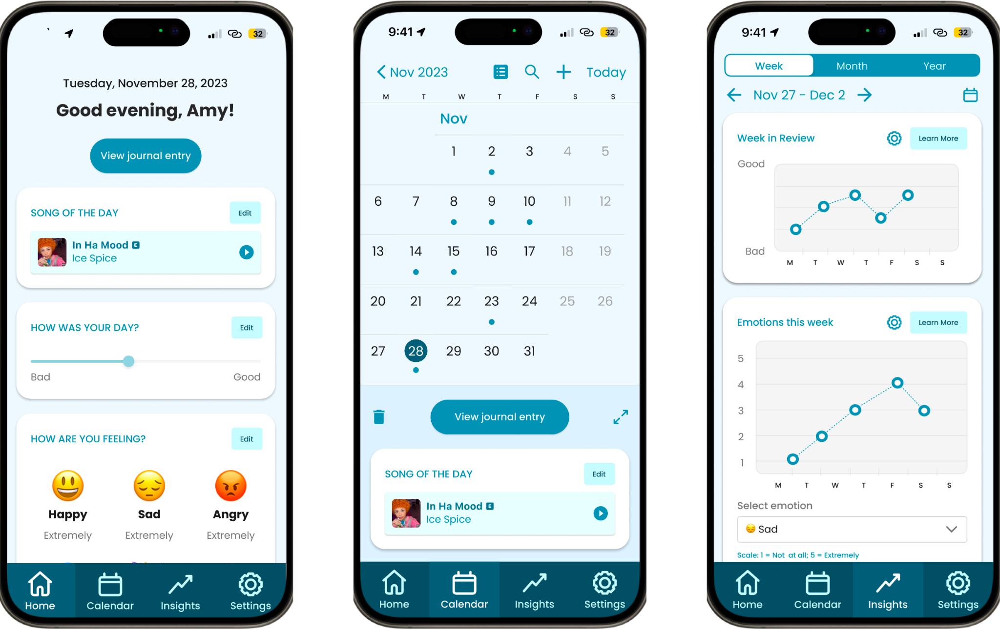 32
Tuesday, November 28, 2023
Good evening, Amy!
View journal entry
SONG OF THE DAY
Edit
In Ha Mood E
Ice Spice
HOW WAS YOUR DAY?
Edit
Bad
Good
HOW ARE YOU FEELING?
Edit
Happy
Sad
Angry
Extremely
Extremely
Extremely
Home
Calendar
Insights
Settings
9:41
32
Nov 2023
Today
M T W T F S S
Nov
1 2 3 4 5
6 7 8 9 10 11 12
13 14 15 16 17 18 19
20 21 22 23 24 25 26
27 28 29 30 31
View journal entry
SONG OF THE DAY
Edit
In Ha Mood E
Ice Spice
Home
Calendar
Insights
Settings
9:41
32
Week
Month
Year
Nov 27 - Dec 2
Week in Review
Learn More
Good
Bad
M T W T F S S
Emotions this week
Learn More
5
4
3
2
1
M T W T F S S
Select emotion
Sad
Scale: 1 = Not at all; 5 = Extremely
Home
Calendar
Insights
Settings